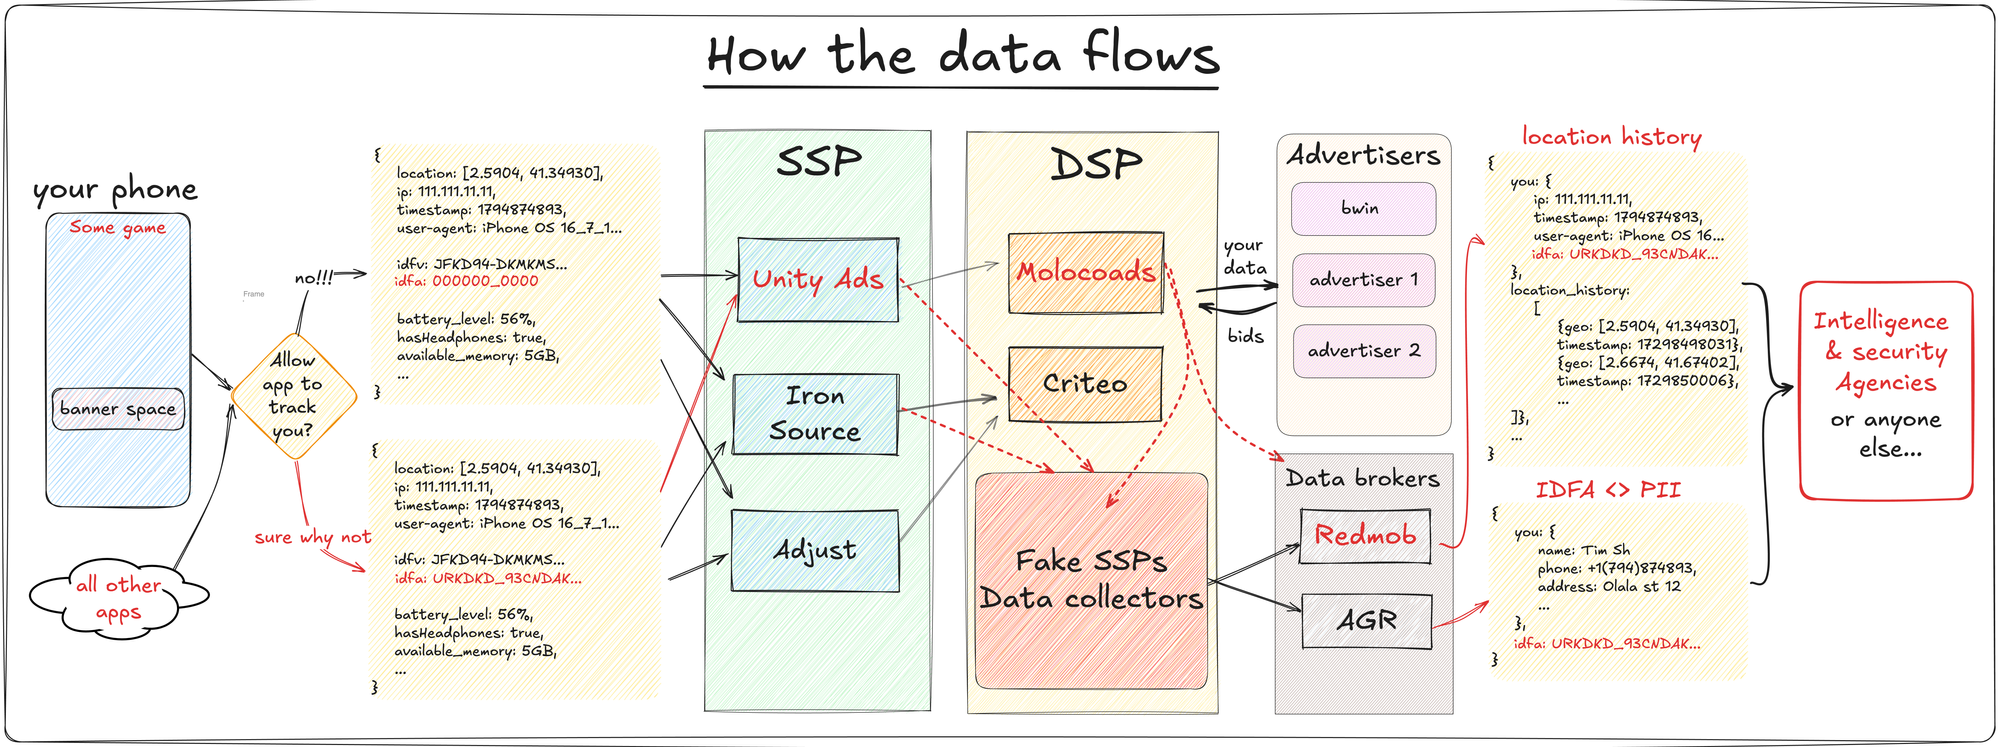 How the data flows
your phone
Some game
banner space
all other
apps
Frame
Allow
app to
track
you?
no!!!
sure why not
{
location: [2.5904, 41.34930],
ip: 111.111.11.11,
timestamp: 1794874893,
user-agent: iPhone OS 16_7_1...
idfv: JFKD94-DKMKMS...
idfa: 000000_0000
battery_level: 56%,
hasHeadphones: true,
available_memory: 5GB,
...
}
{
location: [2.5904, 41.34930],
ip: 111.111.11.11,
timestamp: 1794874893,
user-agent: iPhone OS 16_7_1...
idfv: JFKD94-DKMKMS...
idfa: URKDKD_93CNDAK...
battery_level: 56%,
hasHeadphones: true,
available_memory: 5GB,
...
}
SSP
Unity Ads
Iron
Source
Adjust
DSP
Molocoads
Criteo
Fake SSPs
Data collectors
your
data
bids
Advertisers
bwin
advertiser 1
advertiser 2
Data brokers
Redmob
AGR
location history
{
you: {
ip: 111.111.11.11,
timestamp: 1794874893,
user-agent: iPhone OS 16...
idfa: URKDKD_93CNDAK...
},
location_history:
[
{geo: [2.5904, 41.34930],
timestamp: 17298498031},
{geo: [2.6674, 41.67402],
timestamp: 1729850006},
...
]},
...
}
IDFA <> PII
{
you: {
name: Tim Sh
phone: +1(794)874893,
address: Olala st 12
...
},
idfa: URKDKD_93CNDAK...
}
Intelligence
& security
Agencies
or anyone
else...